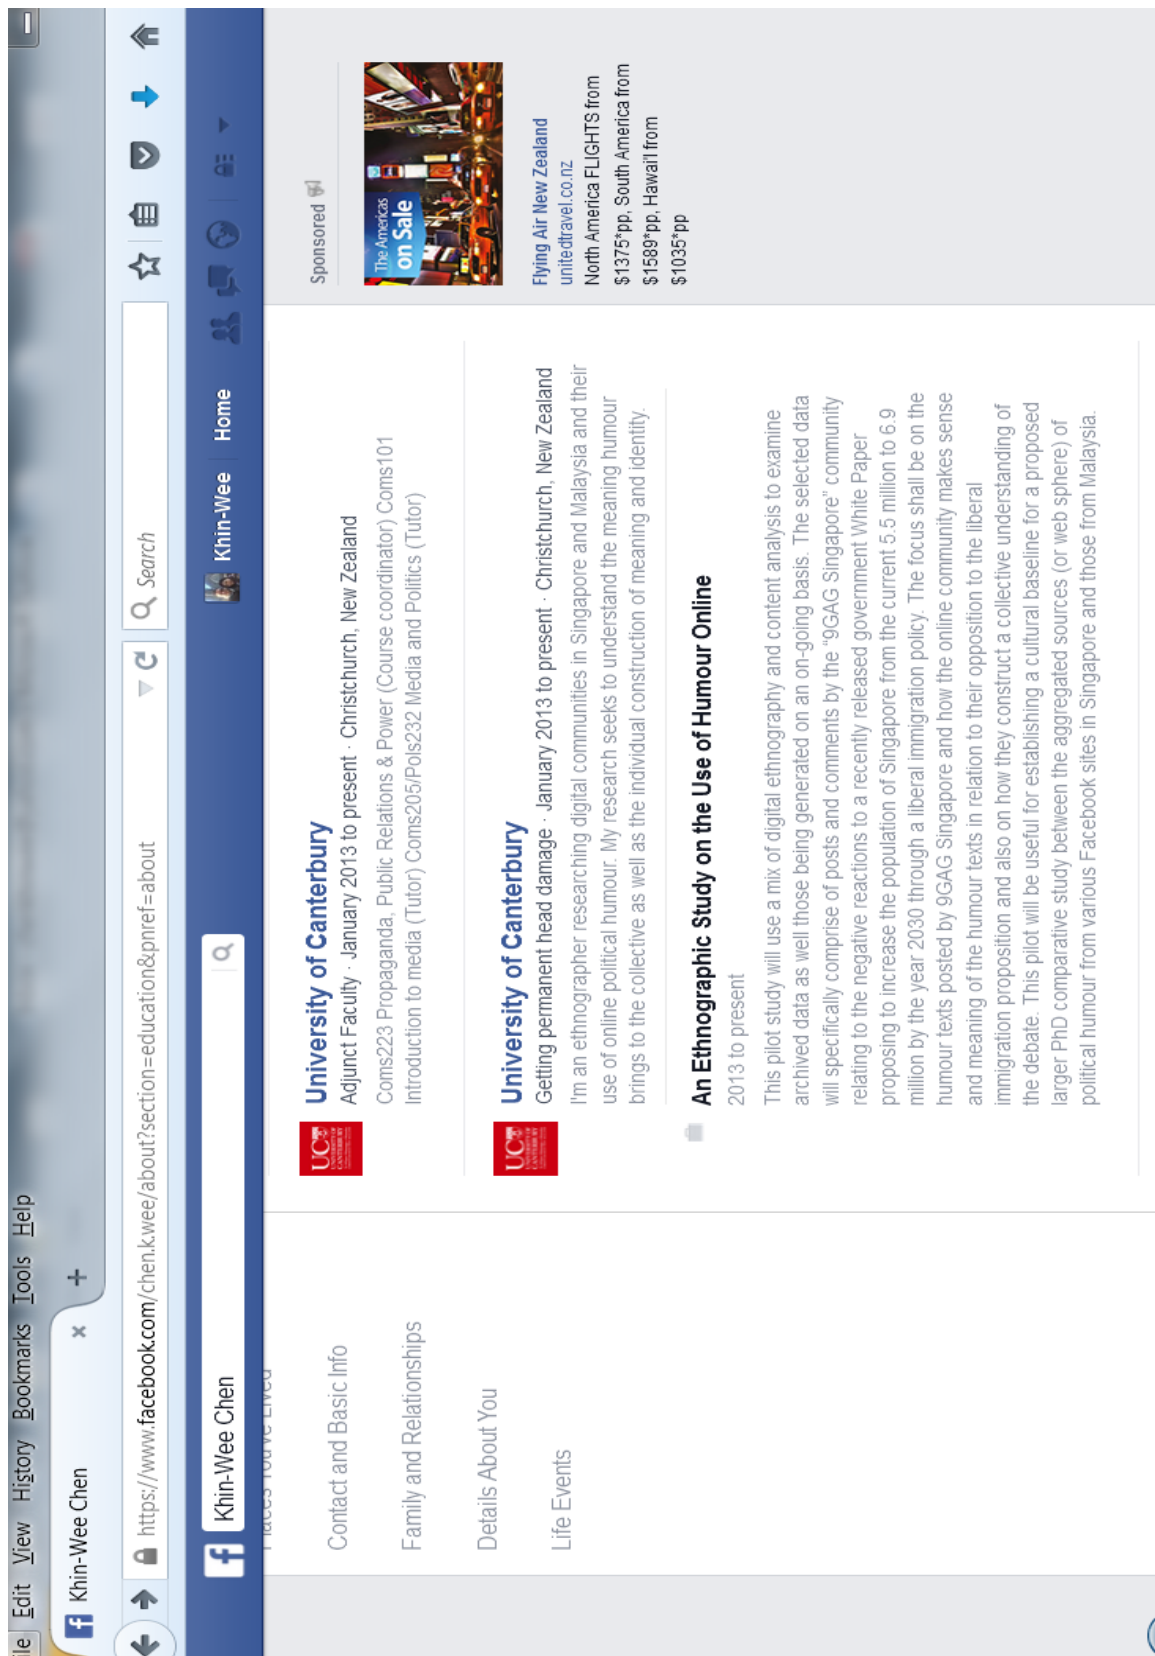 Edit View History Bookmarks Tools Help
Khin-Wee Chen
https://www.facebook.com/chen.k.wee/about?section=education&pnref=about
Search
Khin-Wee Chen
Khin-Wee Home
Places You've Lived
Contact and Basic Info
Family and Relationships
Details About You
Life Events
University of Canterbury
Adjunct Faculty · January 2013 to present · Christchurch, New Zealand
Coms223 Propaganda, Public Relations & Power (Course coordinator) Coms101
Introduction to media (Tutor) Coms205/Pols232 Media and Politics (Tutor)
University of Canterbury
Getting permanent head damage · January 2013 to present · Christchurch, New Zealand
I'm an ethnographer researching digital communities in Singapore and Malaysia and their
use of online political humour. My research seeks to understand the meaning humour
brings to the collective as well as the individual construction of meaning and identity.
An Ethnographic Study on the Use of Humour Online
2013 to present
This pilot study will use a mix of digital ethnography and content analysis to examine
archived data as well those being generated on an on-going basis. The selected data
will specifically comprise of posts and comments by the "9GAG Singapore" community
relating to the negative reactions to a recently released government White Paper
proposing to increase the population of Singapore from the current 5.5 million to 6.9
million by the year 2030 through a liberal immigration policy. The focus shall be on the
humour texts posted by 9GAG Singapore and how the online community makes sense
and meaning of the humour texts in relation to their opposition to the liberal
immigration proposition and also on how they construct a collective understanding of
the debate. This pilot will be useful for establishing a cultural baseline for a proposed
larger PhD comparative study between the aggregated sources (or web sphere) of
political humour from various Facebook sites in Singapore and those from Malaysia.
UC
UC
Sponsored
The Americas
on Sale
Flying Air New Zealand
unitedtravel.co.nz
North America FLIGHTS from
$1375*pp, South America from
$1589*pp, Hawai'I from
$1035*pp